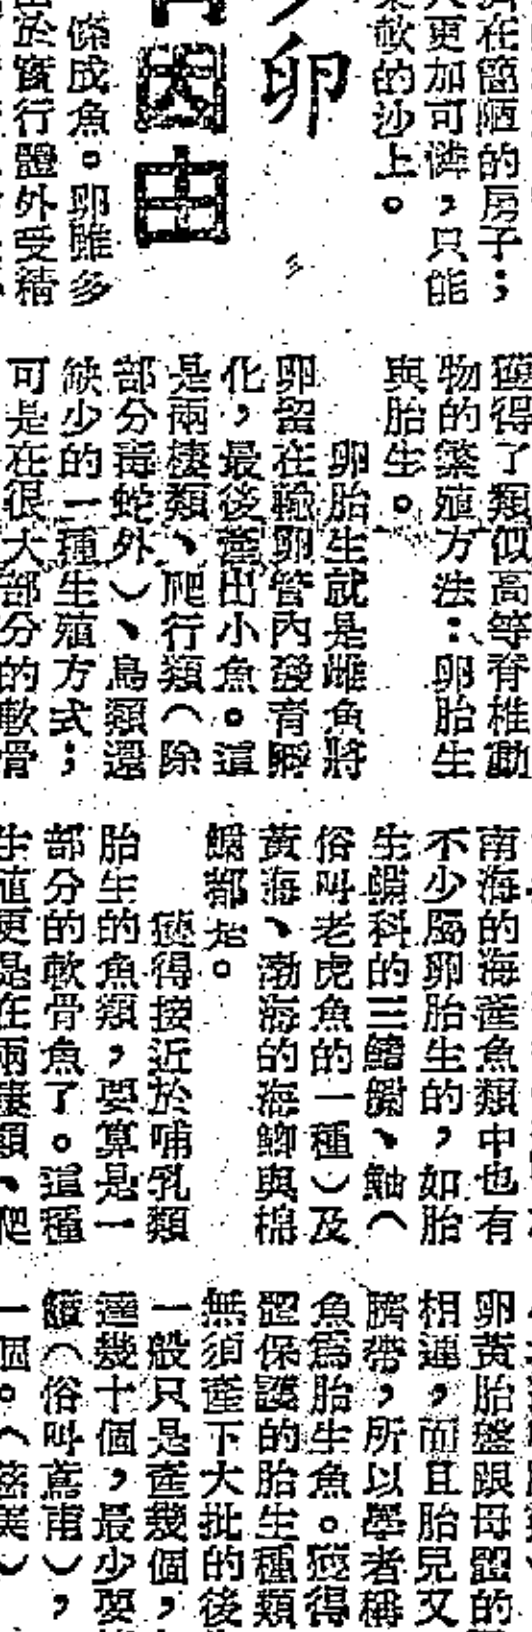 在簡陋的房子；
更加可憐，只能
軟的沙上。
卵
因由
條成魚。卵雖多
於實行體外受精
獲得了類似高等脊椎動
物的繁殖方法：卵胎生
與胎生。
卵胎生就是雌魚將
卵留在輸卵管內發育孵
化，最後產出小魚。這
是兩棲類、爬行類（除
部分毒蛇外）、鳥類還
缺少的一種生殖方式；
可是在很大部分的軟骨
南海的海產魚類中也有
不少屬卵胎生的，如胎
生鱂科的三鰭鱂、鮋（
俗叫老虎魚的一種）及
黃海、渤海的海鯽與棉
鳚都是。
獲得接近於哺乳類
胎生的魚類，要算是一
部分的軟骨魚了。這種
生殖更是在兩棲類、爬
卵黃胎盤跟母體的
相連，而且胎兒又
臍帶，所以學者稱
魚為胎生魚。獲得
體保護的胎生種類
無須產下大批的後
一般只是產幾個，
達幾十個，最少要
（俗叫鳶甫），
一個。（慈